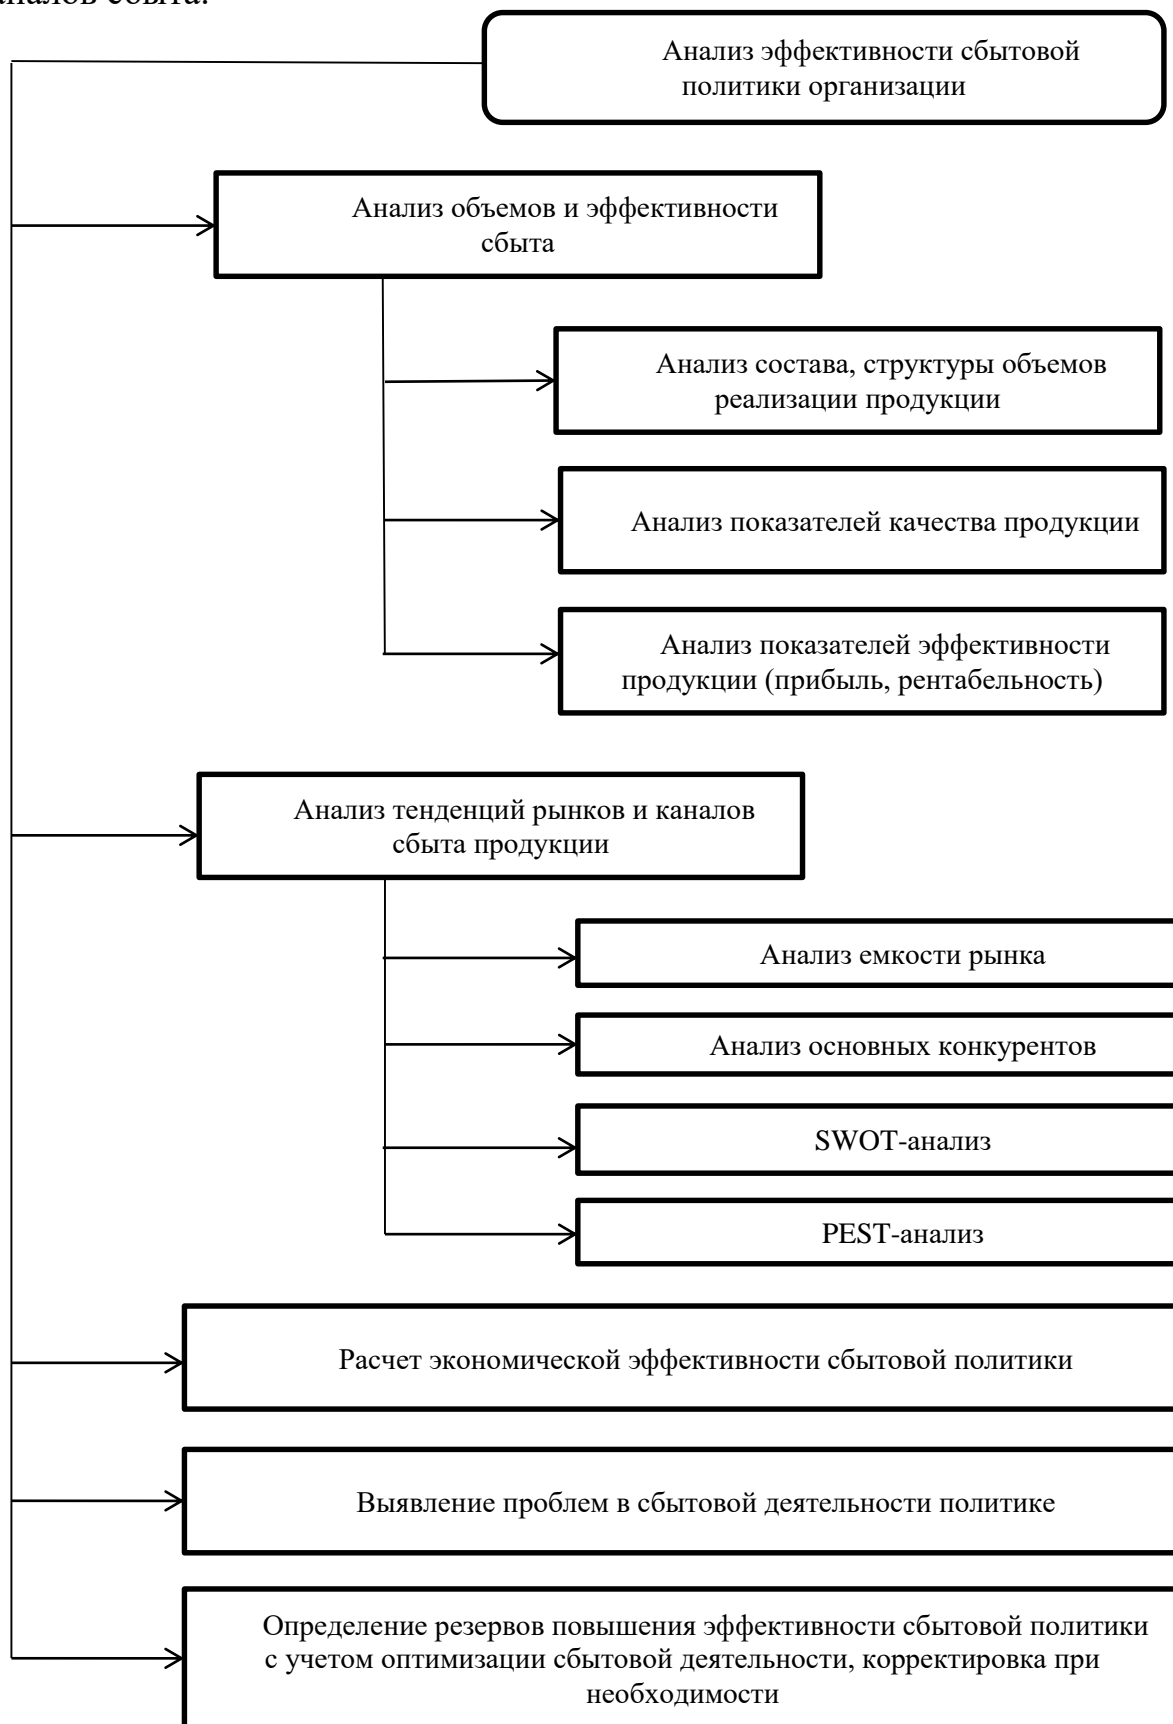 сбыта.
Анализ эффективности сбытовой
политики организации
Анализ объемов и эффективности
сбыта
Анализ состава, структуры объемов
реализации продукции
Анализ показателей качества продукции
Анализ показателей эффективности
продукции (прибыль, рентабельность)
Анализ тенденций рынков и каналов
сбыта продукции
Анализ емкости рынка
Анализ основных конкурентов
SWOT-анализ
PEST-анализ
Расчет экономической эффективности сбытовой политики
Выявление проблем в сбытовой деятельности политике
Определение резервов повышения эффективности сбытовой политики
с учетом оптимизации сбытовой деятельности, корректировка при
необходимости